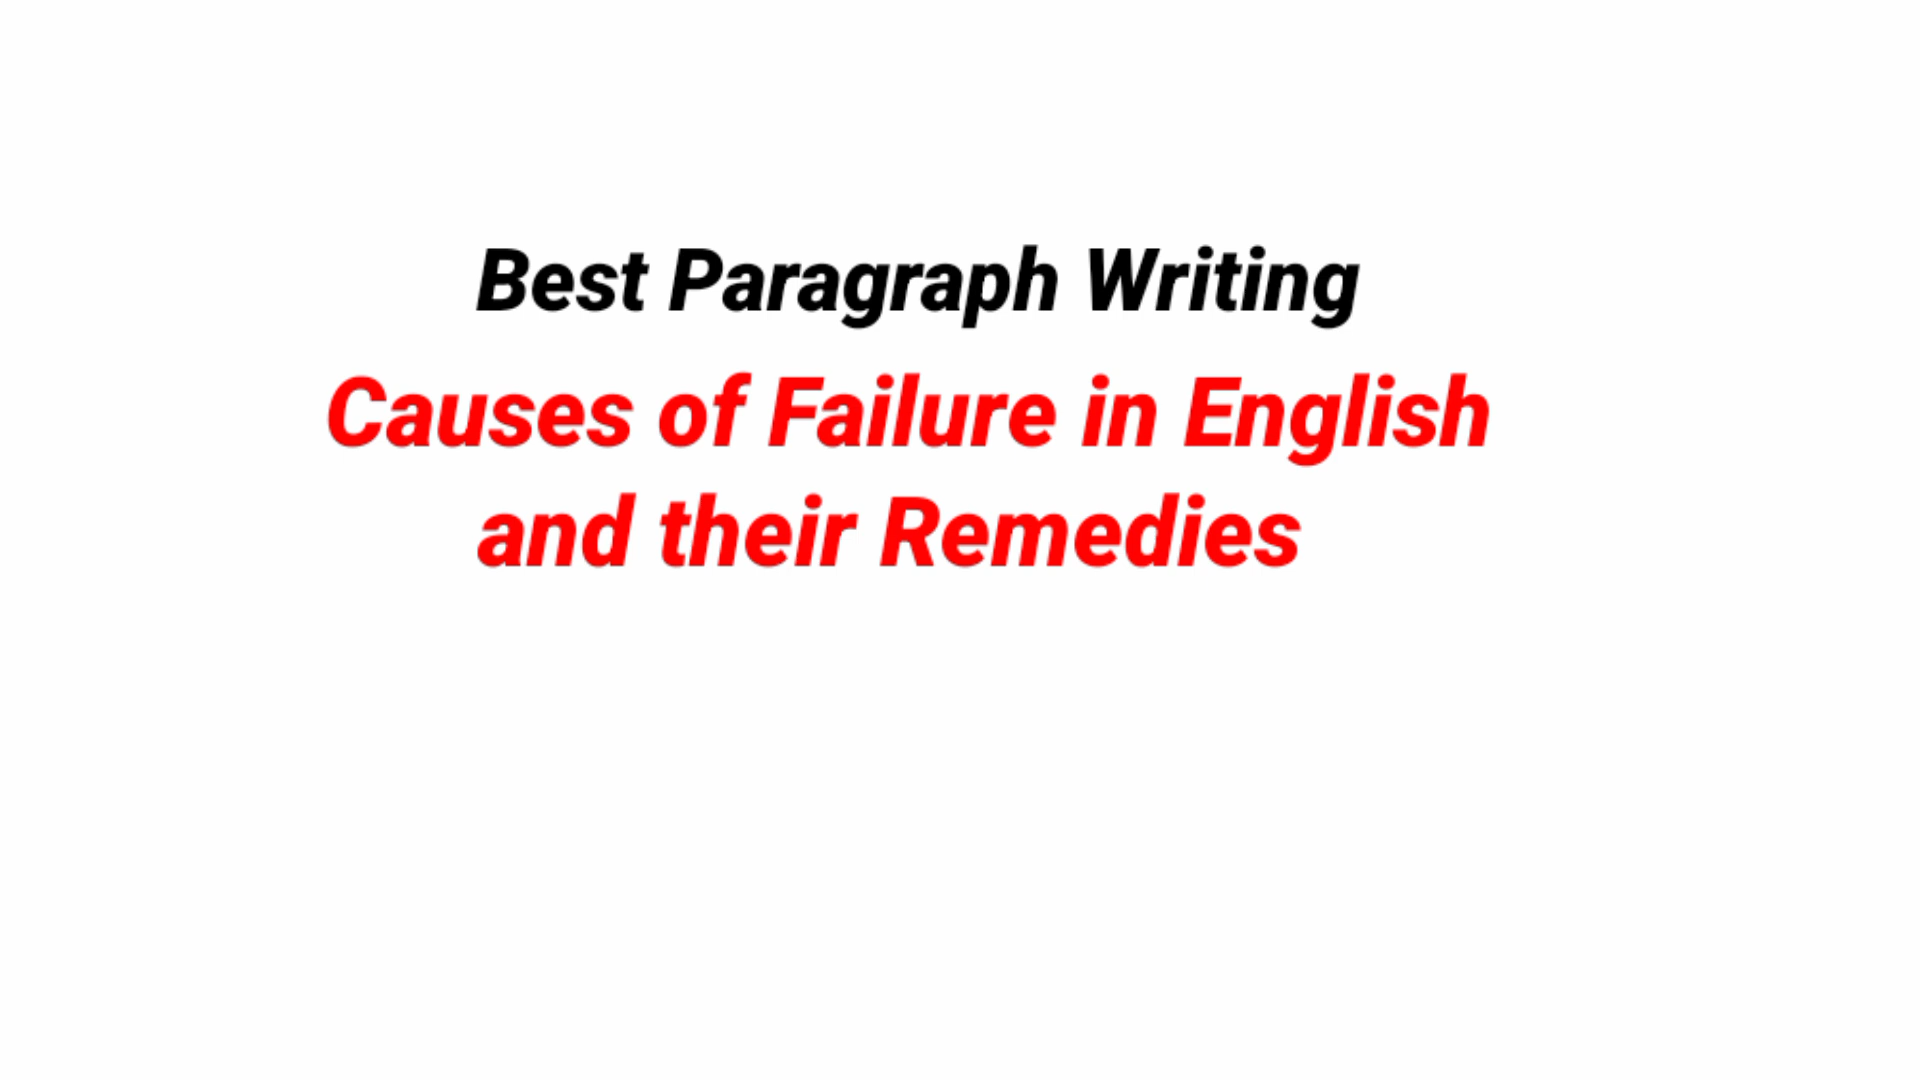 Best Paragraph Writing
Causes of Failure in English
and their Remedies